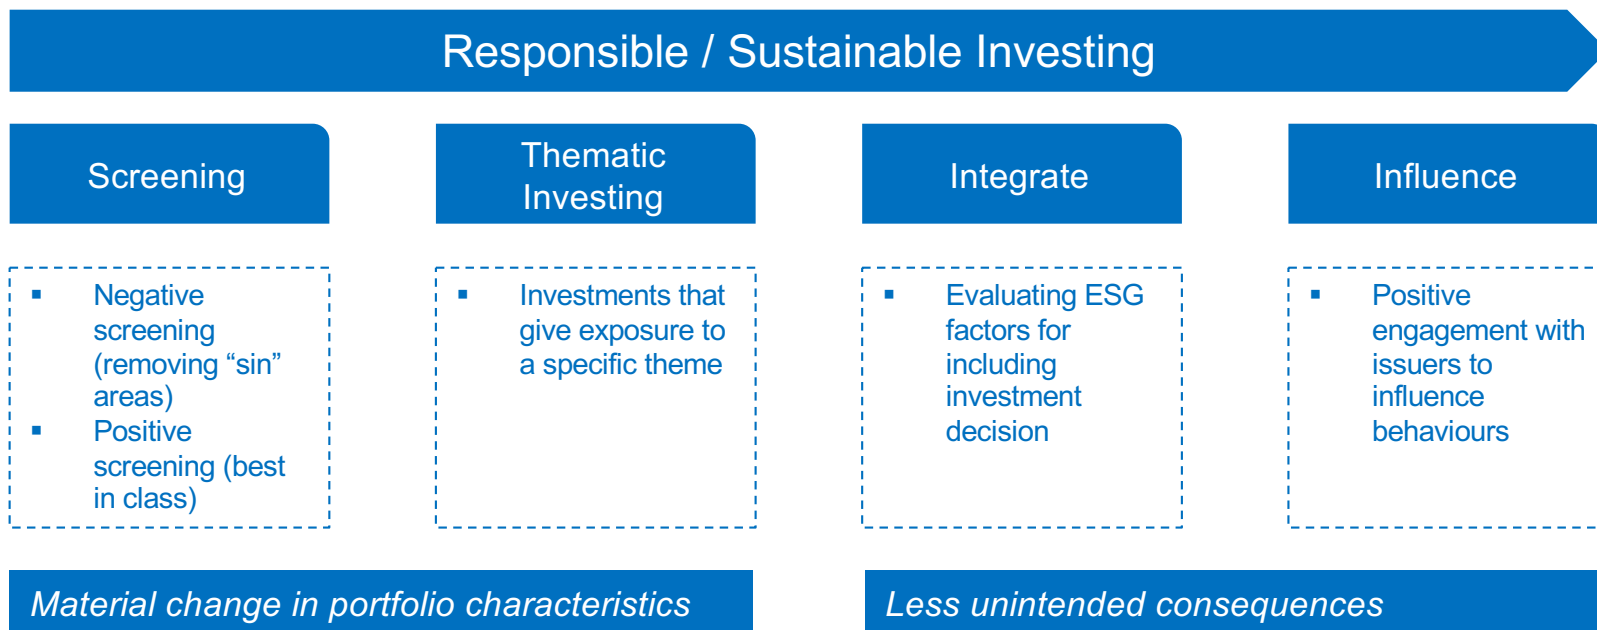 Responsible / Sustainable Investing
Screening
Thematic
Investing
Integrate
Influence
▪ Negative
screening
(removing “sin”
areas)
▪ Positive
screening (best
in class)
▪ Investments that
give exposure to
a specific theme
▪ Evaluating ESG
factors for
including
investment
decision
▪ Positive
engagement with
issuers to
influence
behaviours
Material change in portfolio characteristics
Less unintended consequences